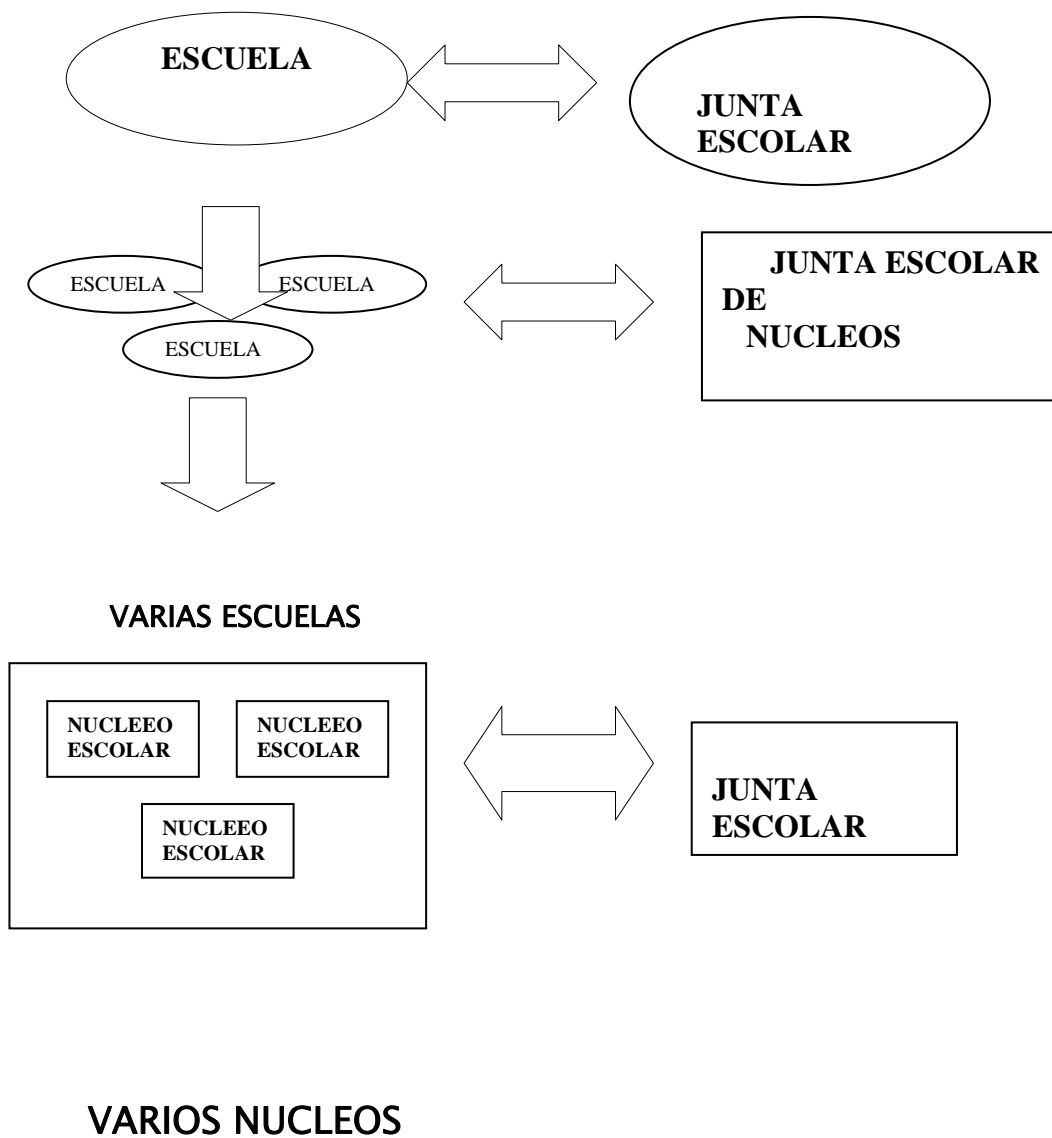 ESCUELA
JUNTA
ESCOLAR
ESCUELA
ESCUELA
ESCUELA
JUNTA ESCOLAR
DE
NUCLEOS
VARIAS ESCUELAS
NUCLEEO
ESCOLAR
NUCLEEO
ESCOLAR
NUCLEEO
ESCOLAR
JUNTA
ESCOLAR
VARIOS NUCLEOS